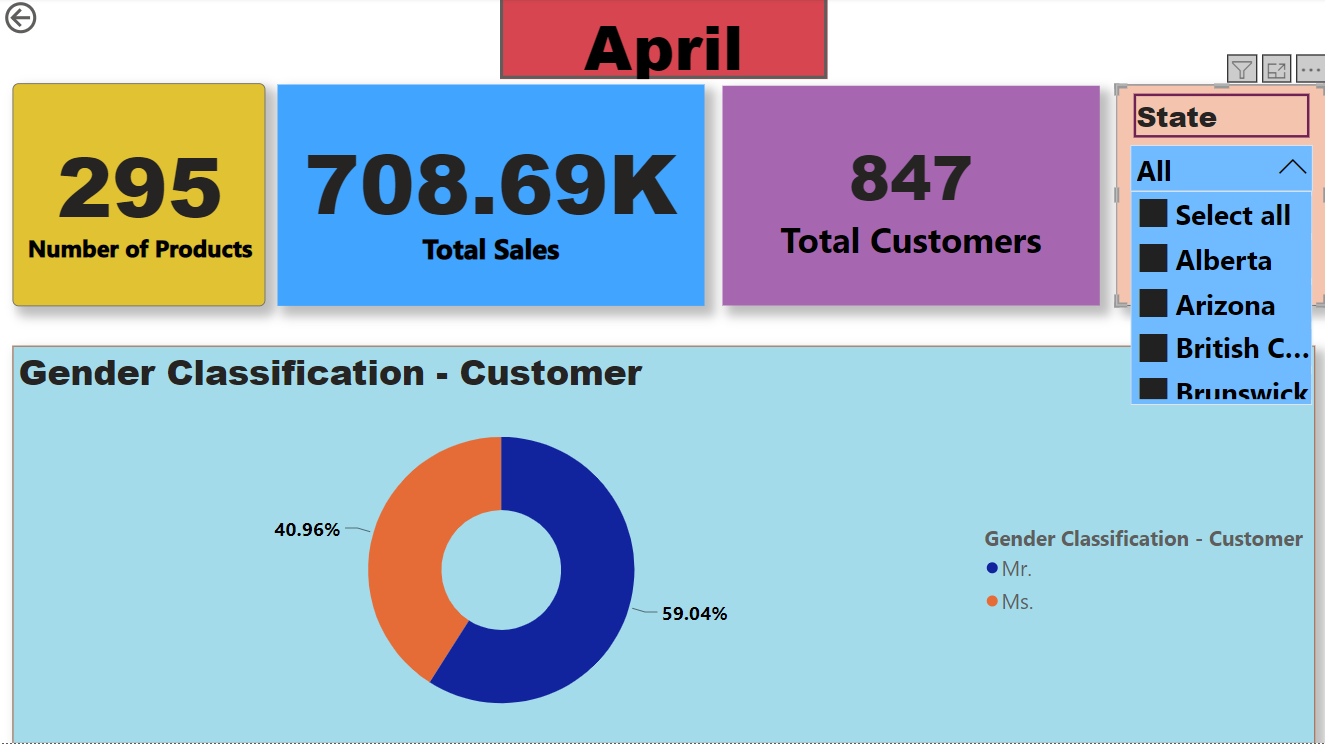 April
295
Number of Products
708.69K
Total Sales
847
Total Customers
State
All
Select all
Alberta
Arizona
British C...
Brunswick
Gender Classification - Customer
40.96%
59.04%
Gender Classification - Customer
Mr.
Ms.